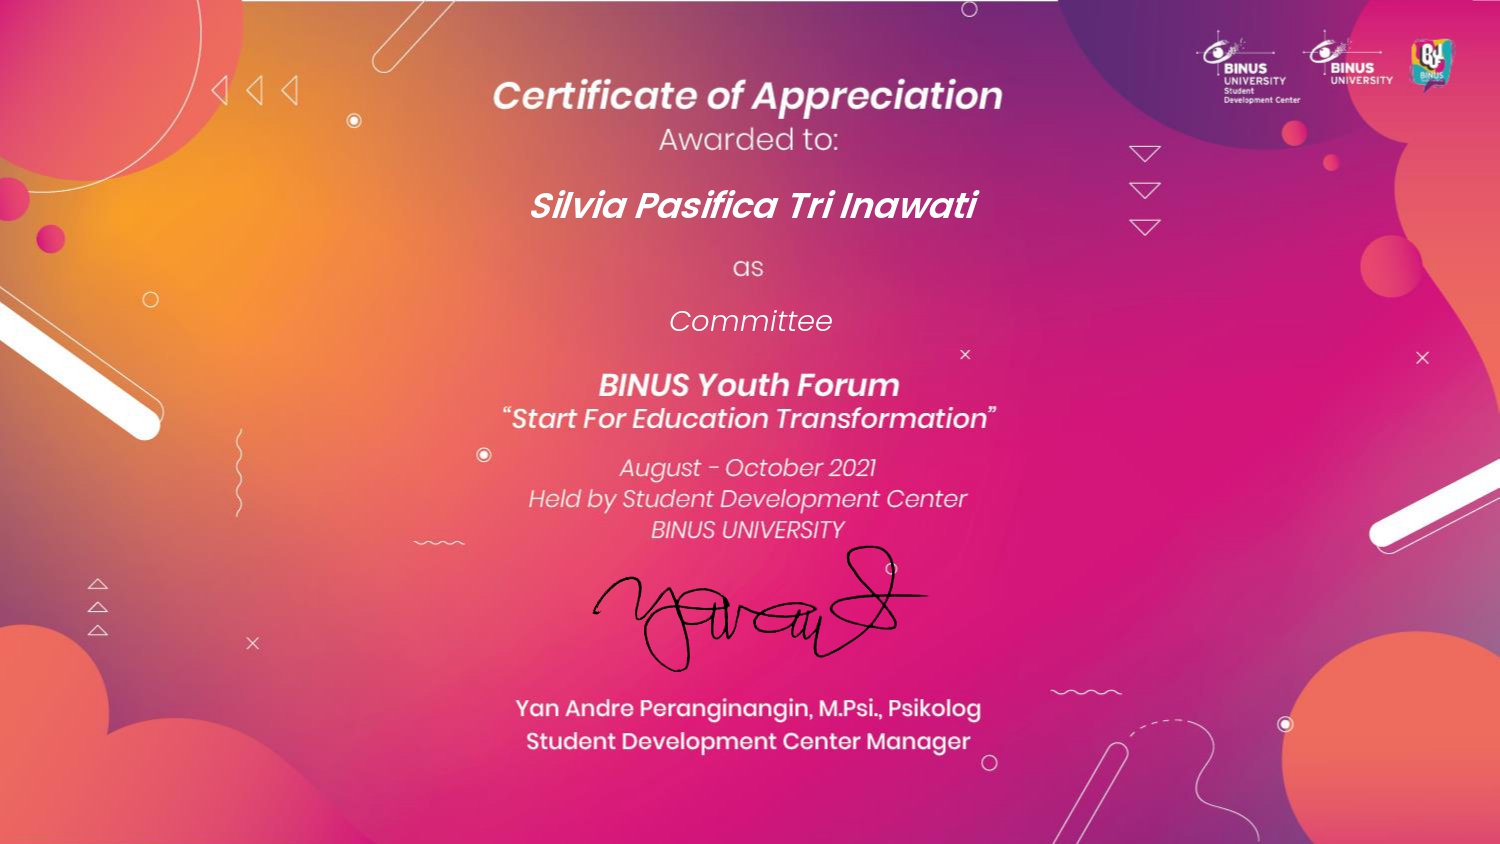 BINUS
UNIVERSITY
Student
Development Center
BINUS
UNIVERSITY
BYF
BINUS
Certificate of Appreciation
Awarded to:
Silvia Pasifica Tri Inawati
as
Committee
BINUS Youth Forum
“Start For Education Transformation”
August - October 2021
Held by Student Development Center
BINUS UNIVERSITY
Yan Andre Peranginangin, M.Psi., Psikolog
Student Development Center Manager